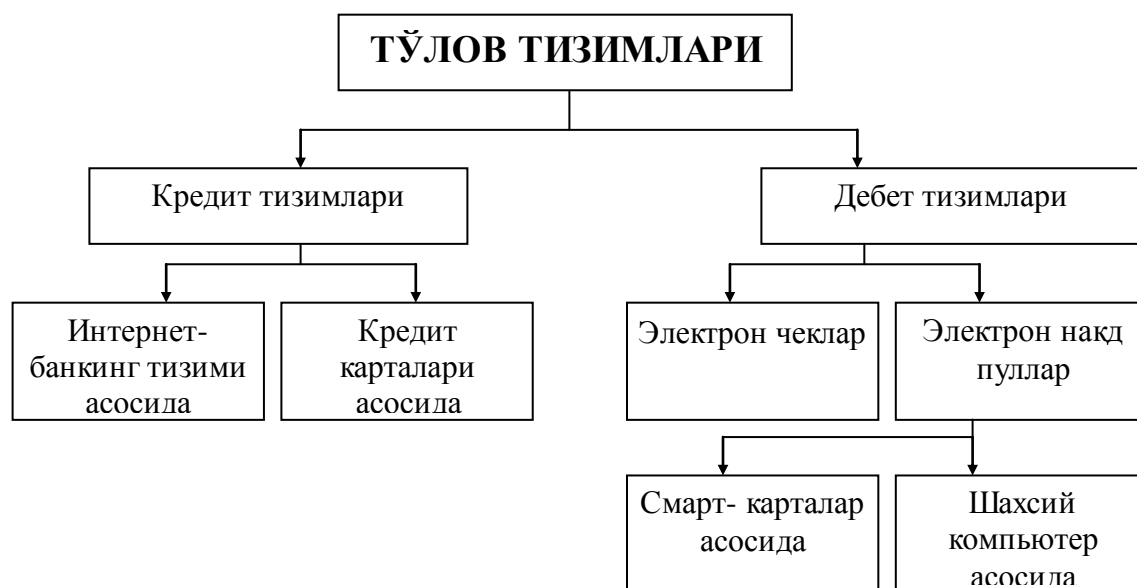 ТЎЛОВ ТИЗИМЛАРИ
Кредит тизимлари
Дебет тизимлари
Интернет-
банкинг тизими
асосида
Кредит
карталари
асосида
Электрон чеклар
Электрон нақд
пуллар
Смарт- карталар
асосида
Шахсий
компьютер
асосида